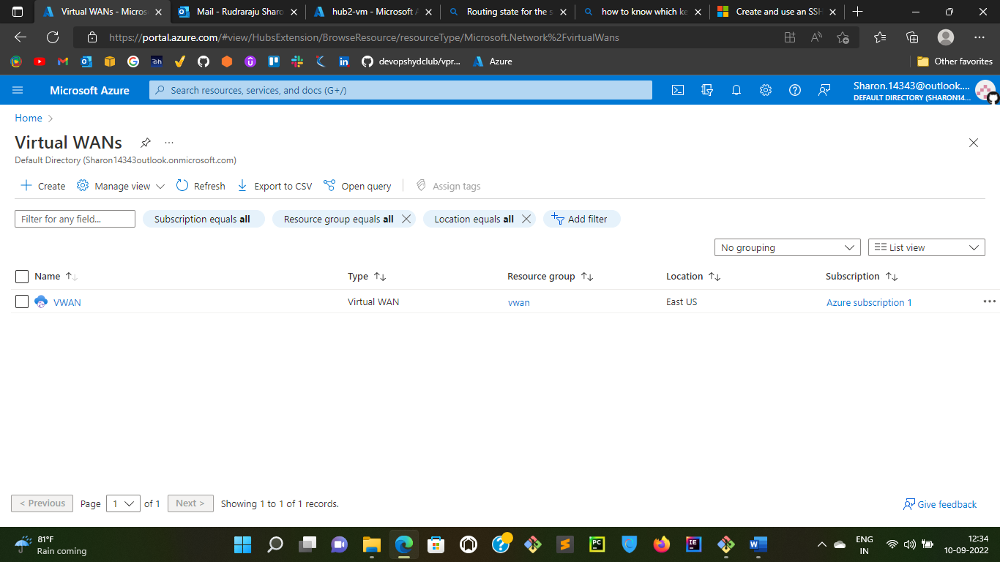 Virtual WANs - Micros
Mail - Rudraraju Sharo
hub2-vm - Microsoft A
Routing state for the s
how to know which ke
Create and use an SSH
https://portal.azure.com/#view/HubsExtension/BrowseResource/resourceType/Microsoft.Network%2FvirtualWans
devopshydclub/vpr...
Azure
Other favorites
Microsoft Azure
Search resources, services, and docs (G+/)
Sharon.14343@outlook....
DEFAULT DIRECTORY (SHARON14...
Home
Virtual WANs
Default Directory (Sharon14343outlook.onmicrosoft.com)
Create
Manage view
Refresh
Export to CSV
Open query
Assign tags
Filter for any field...
Subscription equals all
Resource group equals all
Location equals all
Add filter
No grouping
List view
Name
Type
Resource group
Location
Subscription
VWAN
Virtual WAN
vwan
East US
Azure subscription 1
< Previous
Page
1
of 1
Next >
Showing 1 to 1 of 1 records.
Give feedback
81°F
Rain coming
ENG
IN
12:34
10-09-2022